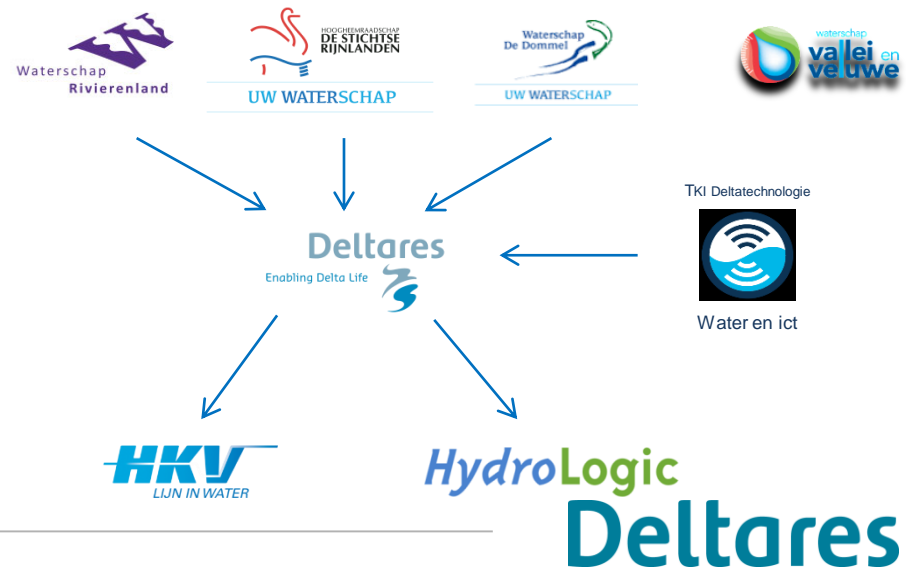 Waterschap
Rivierenland
HOOGHEEMRAADSCHAP
DE STICHTSE
RIJNLANDEN
UW WATERSCHAP
Waterschap
De Dommel
UW WATERSCHAP
waterschap
vallei en
veluwe
TKI Deltatechnologie
Water en ict
Deltares
Enabling Delta Life
HKV
LIJN IN WATER
HydroLogic
Deltares